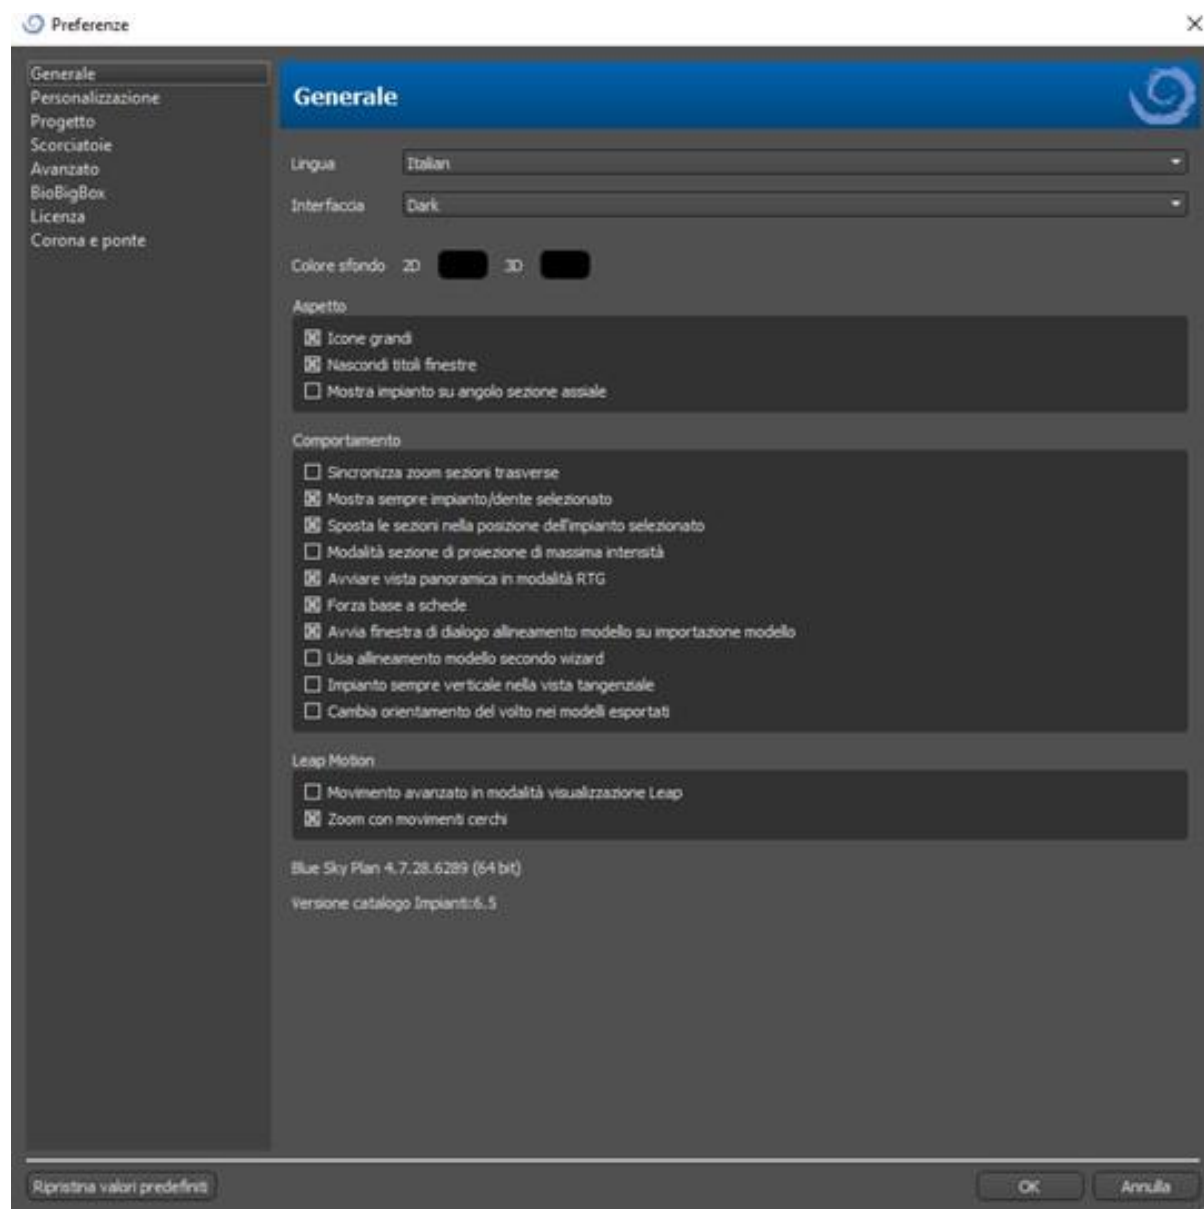 Preferenze
Generale
Personalizzazione
Progetto
Scorciatoie
Avanzato
BioBigBox
Licenza
Corona e ponte
Generale
Lingua Italian
Interfaccia Dark
Colore sfondo 2D 3D
Aspetto
Icone grandi
Nascondi titoli finestre
Mostra impianto su angolo sezione assiale
Comportamento
Sincronizza zoom sezioni trasverse
Mostra sempre impianto/dente selezionato
Sposta le sezioni nella posizione dell'impianto selezionato
Modalità sezione di proiezione di massima intensità
Avviare vista panoramica in modalità RTG
Forza base a schede
Avvia finestra di dialogo allineamento modello su importazione modello
Usa allineamento modello secondo wizard
Impianto sempre verticale nella vista tangenziale
Cambia orientamento del volto nei modelli esportati
Leap Motion
Movimento avanzato in modalità visualizzazione Leap
Zoom con movimenti cerchi
Blue Sky Plan 4.7.28.6289 (64 bit)
Versione catalogo Impianti:6.5
Ripristina valori predefiniti OK Annulla